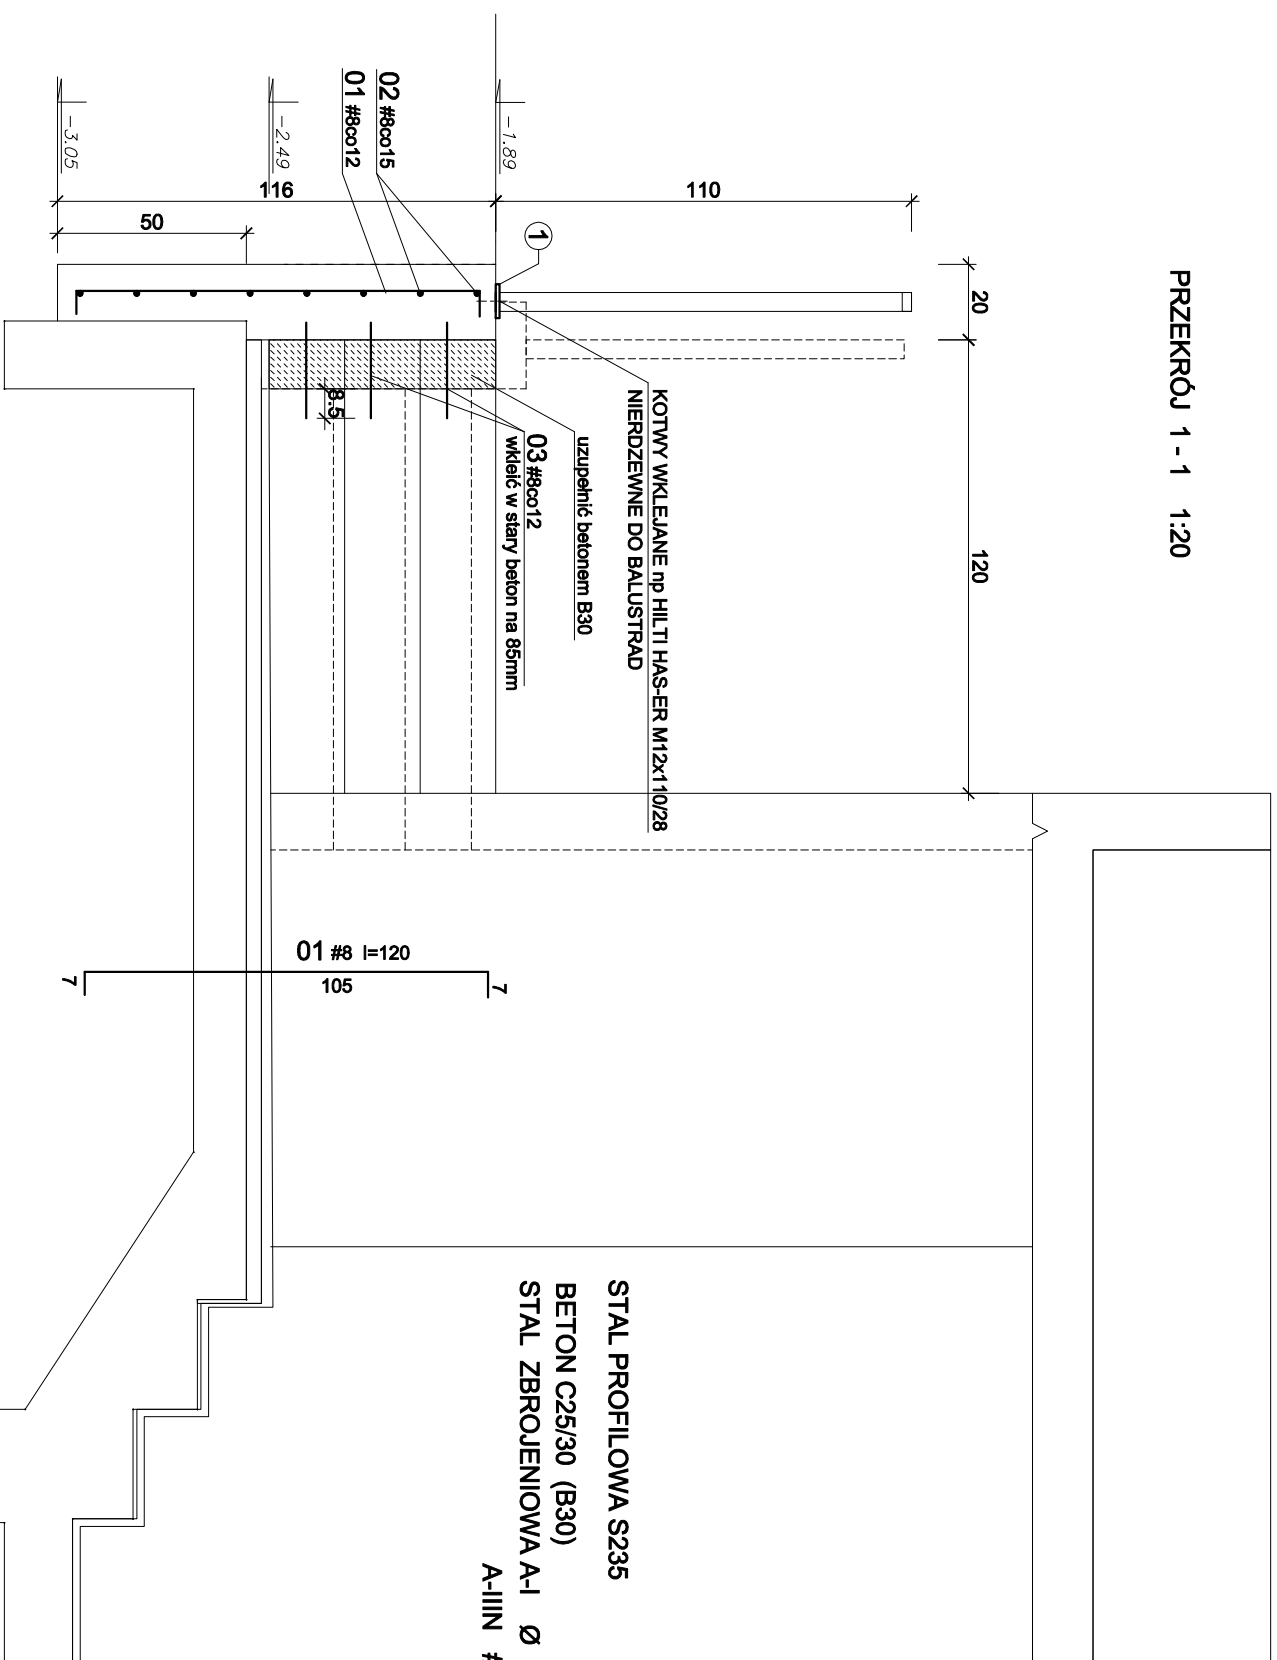 PRZEKRÓJ 1 - 1 1:20
20
120
110
116
50
-1.89
-2.49
-3.05
02 #8co15
01 #8co12
1
KOTWY WKLEJANE np HILTI HAS-ER M12x110/28
NIERDZEWNE DO BALUSTRAD
uzupełnić betonem B30
03 #8co12
wkleić w stary beton na 85mm
8.5
01 #8 l=120
105
7
7
STAL PROFILOWA S235
BETON C25/30 (B30)
STAL ZBROJENIOWA A-I Ø
A-IIIN #